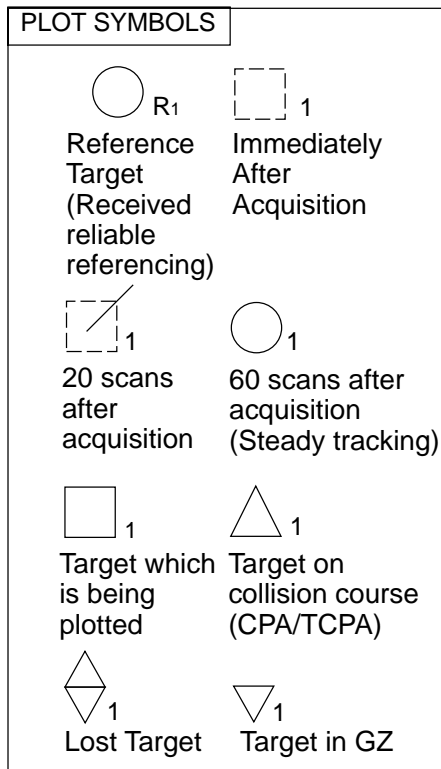 PLOT SYMBOLS
R1
Reference
Target
(Received
reliable
referencing)
1
Immediately
After
Acquisition
1
20 scans
after
acquisition
1
60 scans after
acquisition
(Steady tracking)
1
Target which
is being
plotted
1
Target on
collision course
(CPA/TCPA)
1
Lost Target
1
Target in GZ